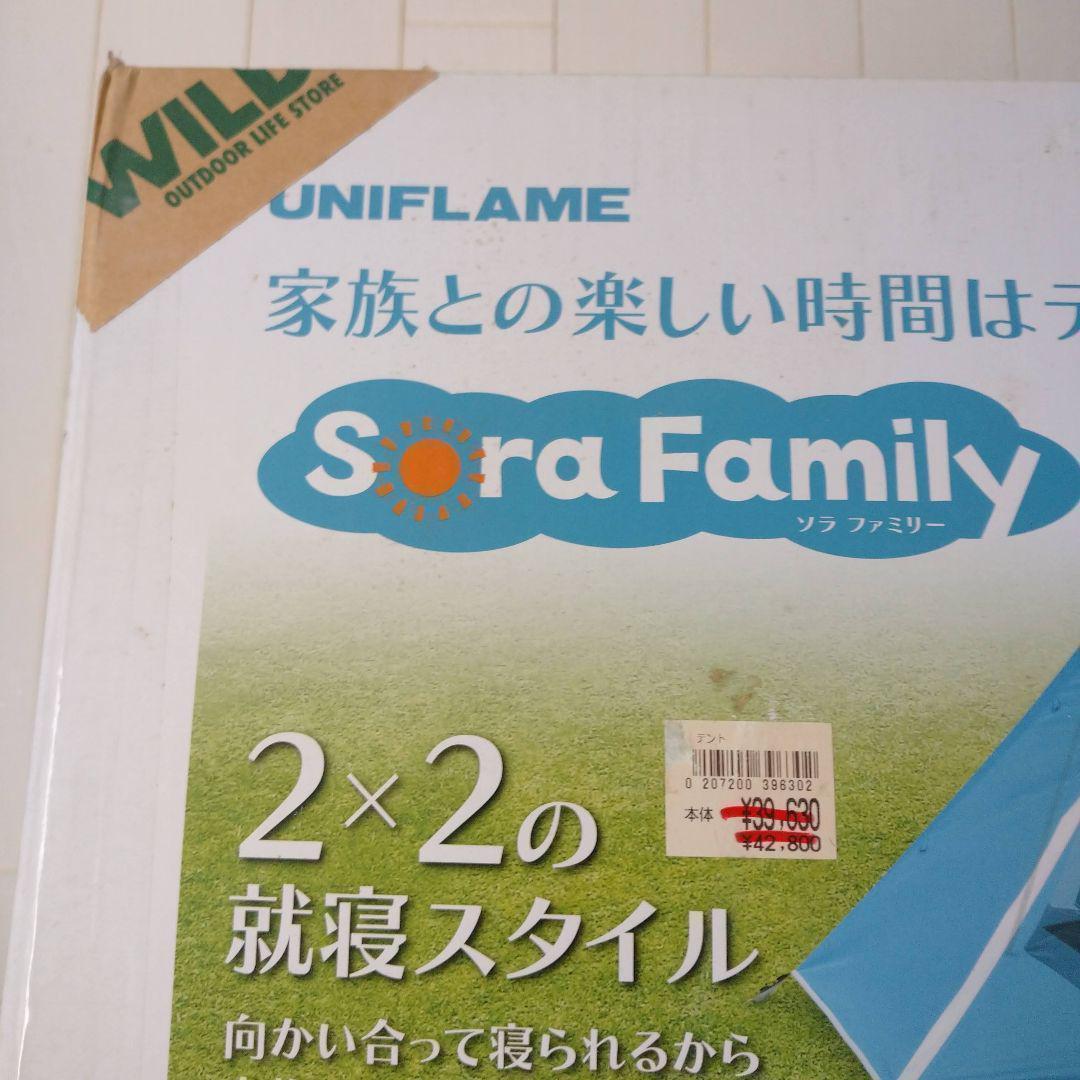 WILD
OUTDOOR LIFE STORE
UNIFLAME
家族との楽しい時間はテ
Sora Family
ソラ ファミリー
テント
0 207200 396302
本体 ¥39,630
¥42,800
2×2の
就寝スタイル
向かい合って寝られるから